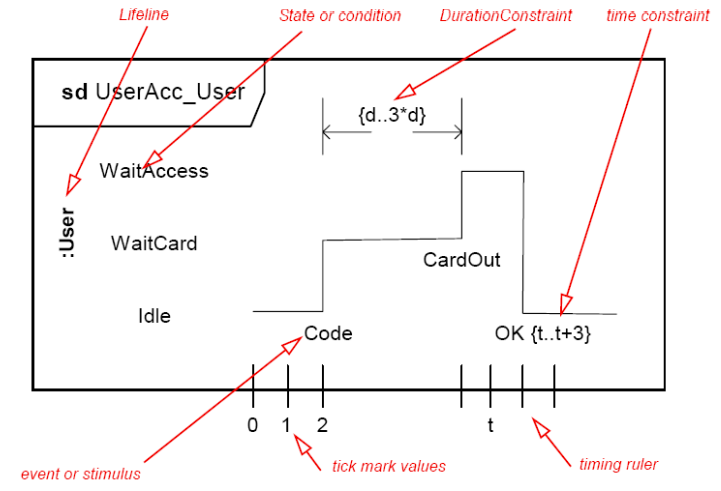 Lifeline
State or condition
DurationConstraint
time constraint
sd UserAcc_User
{d..3*d}
WaitAccess
:User
WaitCard
CardOut
Idle
Code
OK {t..t+3}
0 1 2 t
event or stimulus
tick mark values
timing ruler